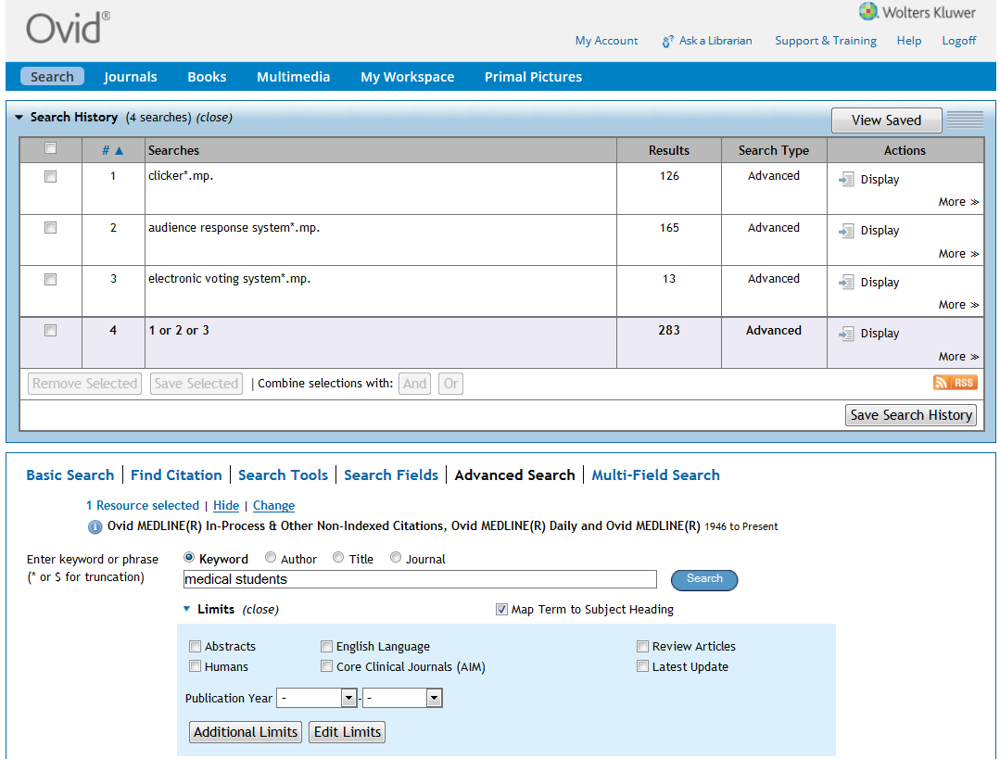 Ovid®
Wolters Kluwer
My Account Ask a Librarian Support & Training Help Logoff
Search Journals Books Multimedia My Workspace Primal Pictures
Search History (4 searches) (close) View Saved
# ▲ Searches Results Search Type Actions
1 clicker*.mp. 126 Advanced Display
More ≫
2 audience response system*.mp. 165 Advanced Display
More ≫
3 electronic voting system*.mp. 13 Advanced Display
More ≫
4 1 or 2 or 3 283 Advanced Display
More ≫
Remove Selected Save Selected | Combine selections with: And Or RSS
Save Search History
Basic Search | Find Citation | Search Tools | Search Fields | Advanced Search | Multi-Field Search
1 Resource selected | Hide | Change
i Ovid MEDLINE(R) In-Process & Other Non-Indexed Citations, Ovid MEDLINE(R) Daily and Ovid MEDLINE(R) 1946 to Present
Enter keyword or phrase Keyword Author Title Journal
(* or $ for truncation) medical students Search
Limits (close) Map Term to Subject Heading
Abstracts English Language Review Articles
Humans Core Clinical Journals (AIM) Latest Update
Publication Year - - -
Additional Limits Edit Limits